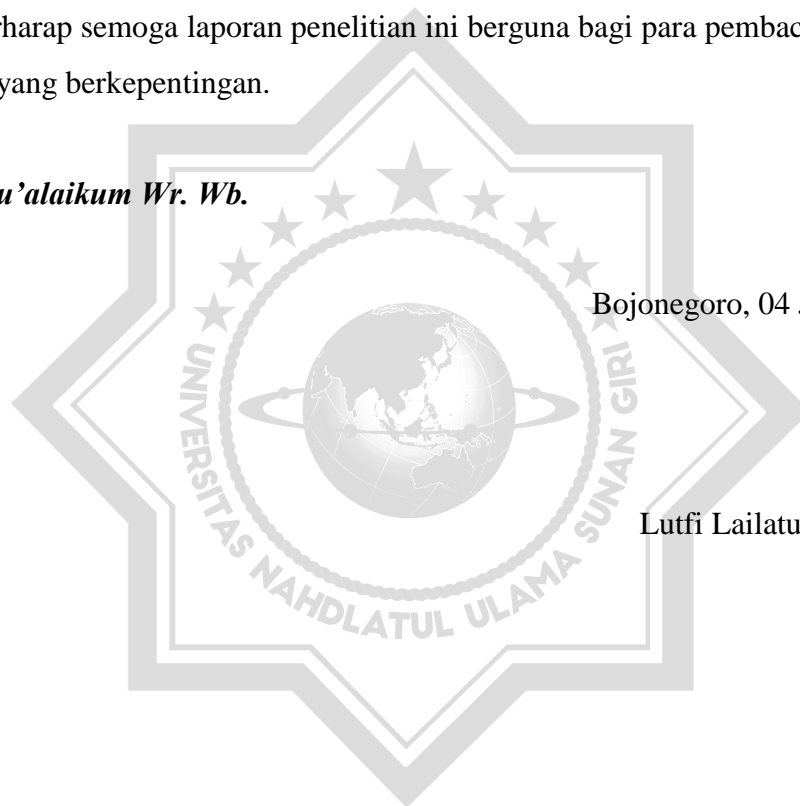 rharap semoga laporan penelitian ini berguna bagi para pembac
yang berkepentingan.
u’alaikum Wr. Wb.
Bojonegoro, 04
Lutfi Lailatu
UNIVERSITAS NAHDLATUL ULAMA SUNAN GIRI